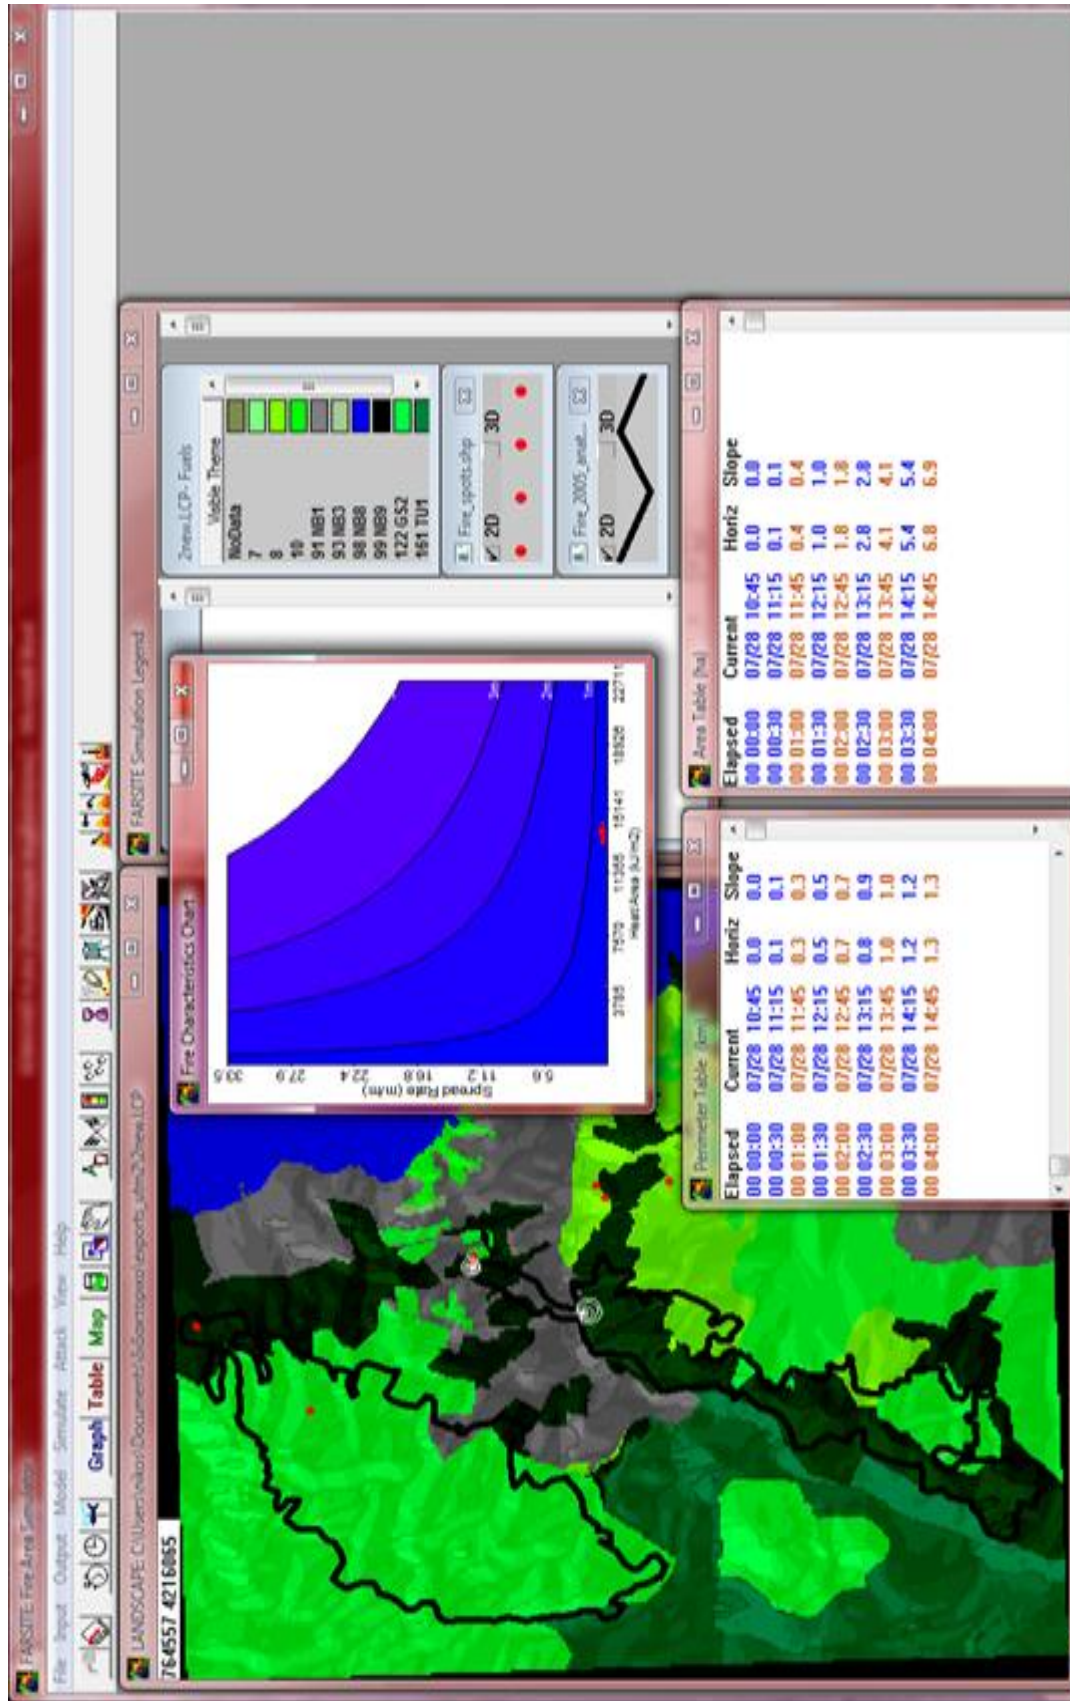 FARSITE: Fire Area Simulator
File Input Output Model Simulate Attack View Help
Graph Table Map
LANDSCAPE
764557 4216065
FARSITE Simulation Legend
2new.LCP- Fuels
Visible Theme
NoData
7
8
10
91 NB1
93 NB3
98 NB8
99 NB9
122 GS2
161 TU1
Fire_spots.shp
2D 3D
Fire_2005_anat...
2D 3D
Fire Characteristics Chart
Spread Rate (m/m)
33.5
27.9
22.4
16.8
11.2
5.6
3785 7570 11356 15141 18926 22711
Heat/Area (kJ/m2)
Perimeter Table (km)
Elapsed Current Horiz Slope
00 00:00 07/28 10:45 0.0 0.0
00 00:30 07/28 11:15 0.1 0.1
00 01:00 07/28 11:45 0.3 0.3
00 01:30 07/28 12:15 0.5 0.5
00 02:00 07/28 12:45 0.7 0.7
00 02:30 07/28 13:15 0.8 0.9
00 03:00 07/28 13:45 1.0 1.0
00 03:30 07/28 14:15 1.2 1.2
00 04:00 07/28 14:45 1.3 1.3
Area Table (ha)
Elapsed Current Horiz Slope
00 00:00 07/28 10:45 0.0 0.0
00 00:30 07/28 11:15 0.1 0.1
00 01:00 07/28 11:45 0.4 0.4
00 01:30 07/28 12:15 1.0 1.0
00 02:00 07/28 12:45 1.8 1.8
00 02:30 07/28 13:15 2.8 2.8
00 03:00 07/28 13:45 4.1 4.1
00 03:30 07/28 14:15 5.4 5.4
00 04:00 07/28 14:45 6.8 6.9